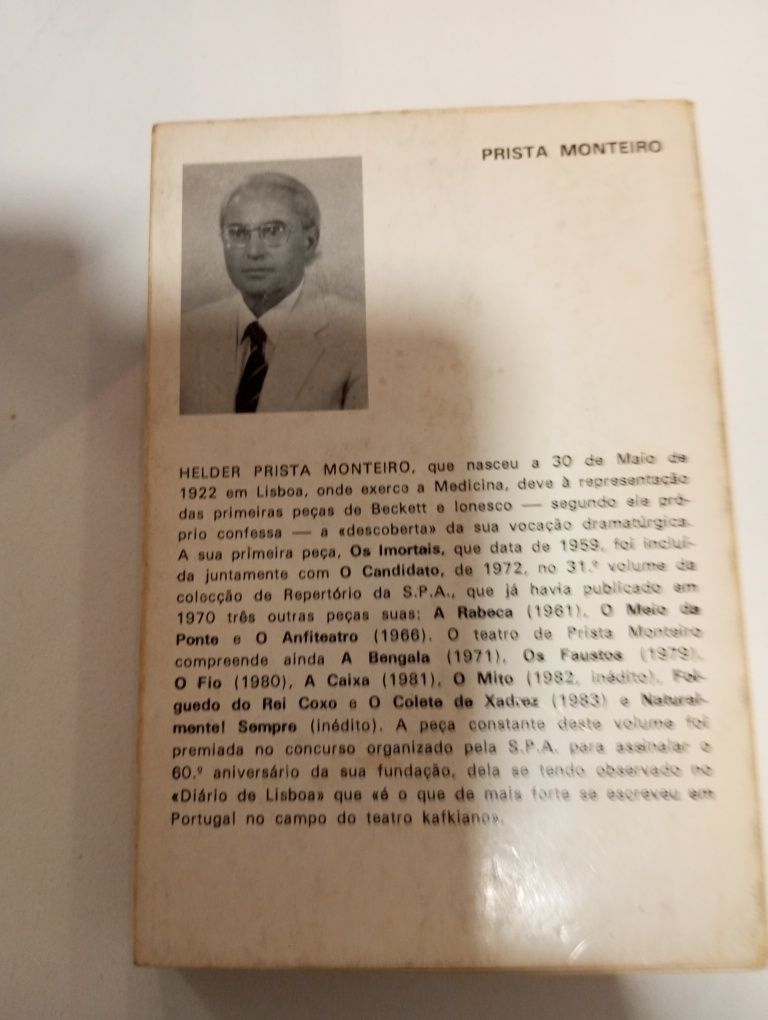 PRISTA MONTEIRO
HELDER PRISTA MONTEIRO, que nasceu a 30 de Maio de
1922 em Lisboa, onde exerce a Medicina, deve à representação
das primeiras peças de Beckett e Ionesco — segundo ele pró-
prio confessa — a «descoberta» da sua vocação dramatúrgica.
A sua primeira peça, Os Imortais, que data de 1959, foi incluí-
da juntamente com O Candidato, de 1972, no 31.º volume da
colecção de Repertório da S.P.A., que já havia publicado em
1970 três outras peças suas: A Rabeca (1961), O Meio da
Ponte e O Anfiteatro (1966). O teatro de Prista Monteiro
compreende ainda A Bengala (1971), Os Faustos (1979),
O Fio (1980), A Caixa (1981), O Mito (1982, inédito), Fol-
guedo do Rei Coxo e O Colete de Xadrez (1983) e Natural-
mente! Sempre (inédito). A peça constante deste volume foi
premiada no concurso organizado pela S.P.A. para assinalar o
60.º aniversário da sua fundação, dela se tendo observado no
«Diário de Lisboa» que «é o que de mais forte se escreveu em
Portugal no campo do teatro kafkiano».